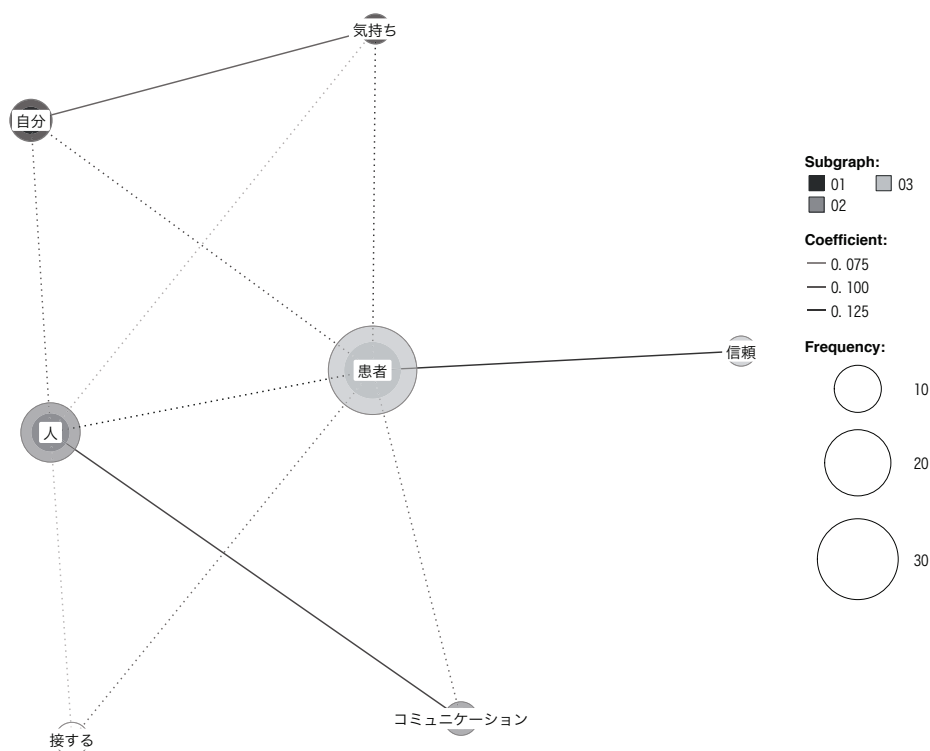 気持ち
自分
Subgraph:
01 03
02
Coefficient:
0. 075
0. 100
0. 125
信頼
Frequency:
患者
10
人
20
30
コミュニケーション
接する